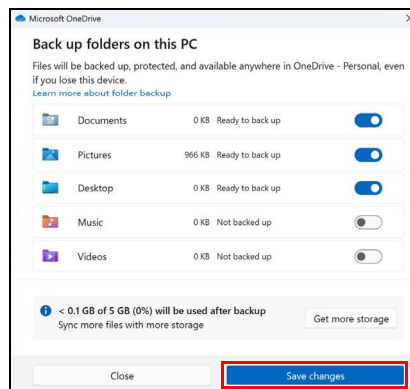 Microsoft OneDrive
Back up folders on this PC
Files will be backed up, protected, and available anywhere in OneDrive - Personal, even
if you lose this device.
Learn more about folder backup
Documents 0 KB Ready to back up
Pictures 966 KB Ready to back up
Desktop 0 KB Ready to back up
Music 0 KB Not backed up
Videos 0 KB Not backed up
< 0.1 GB of 5 GB (0%) will be used after backup
Sync more files with more storage
Get more storage
Close
Save changes